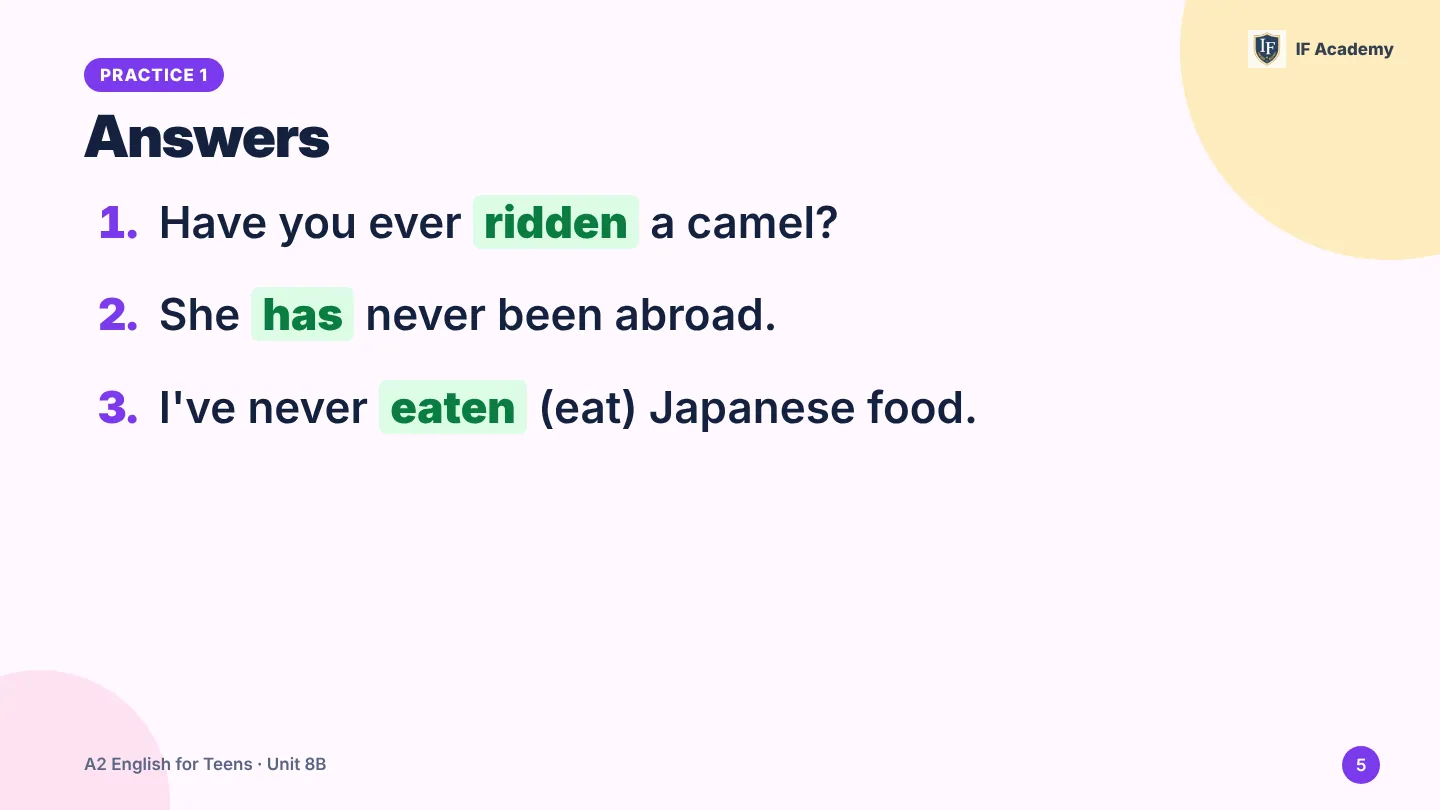 PRACTICE 1
IF IF Academy
Answers
1. Have you ever ridden a camel?
2. She has never been abroad.
3. I've never eaten (eat) Japanese food.
A2 English for Teens · Unit 8B
5